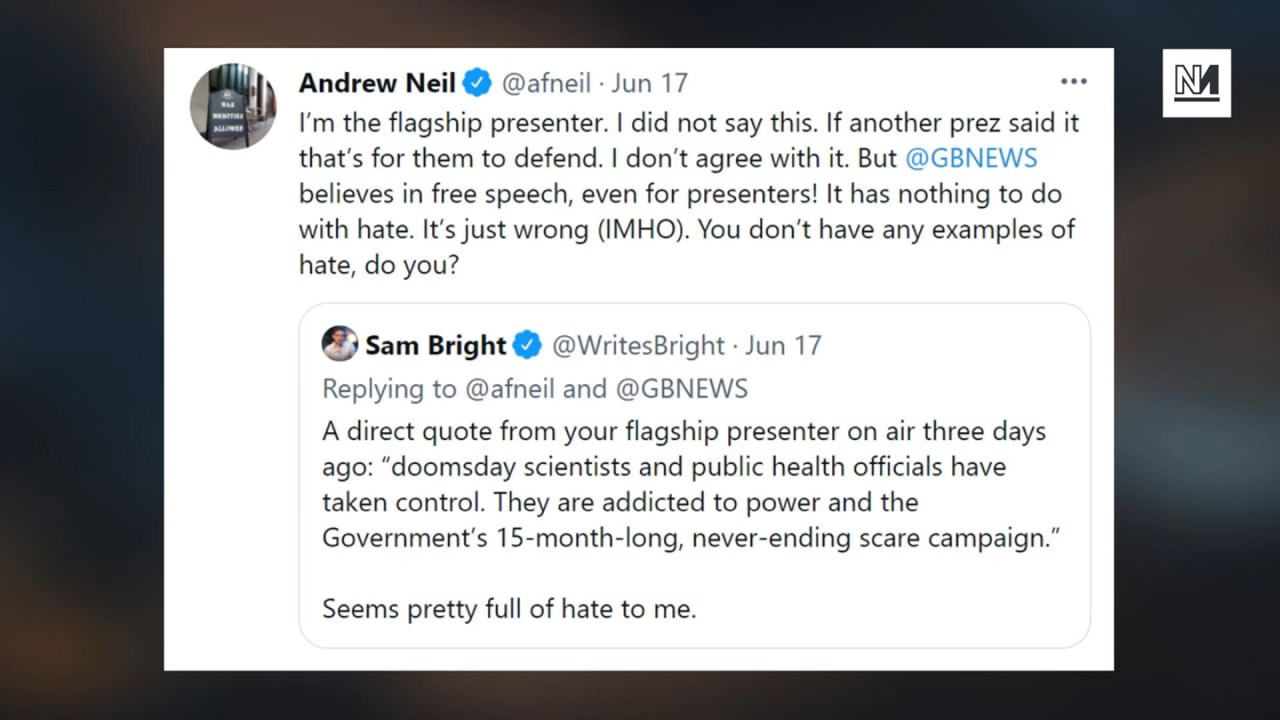 Andrew Neil @afneil · Jun 17
I'm the flagship presenter. I did not say this. If another prez said it
that's for them to defend. I don't agree with it. But @GBNEWS
believes in free speech, even for presenters! It has nothing to do
with hate. It's just wrong (IMHO). You don't have any examples of
hate, do you?
Sam Bright @WritesBright · Jun 17
Replying to @afneil and @GBNEWS
A direct quote from your flagship presenter on air three days
ago: “doomsday scientists and public health officials have
taken control. They are addicted to power and the
Government's 15-month-long, never-ending scare campaign.”
Seems pretty full of hate to me.
NM